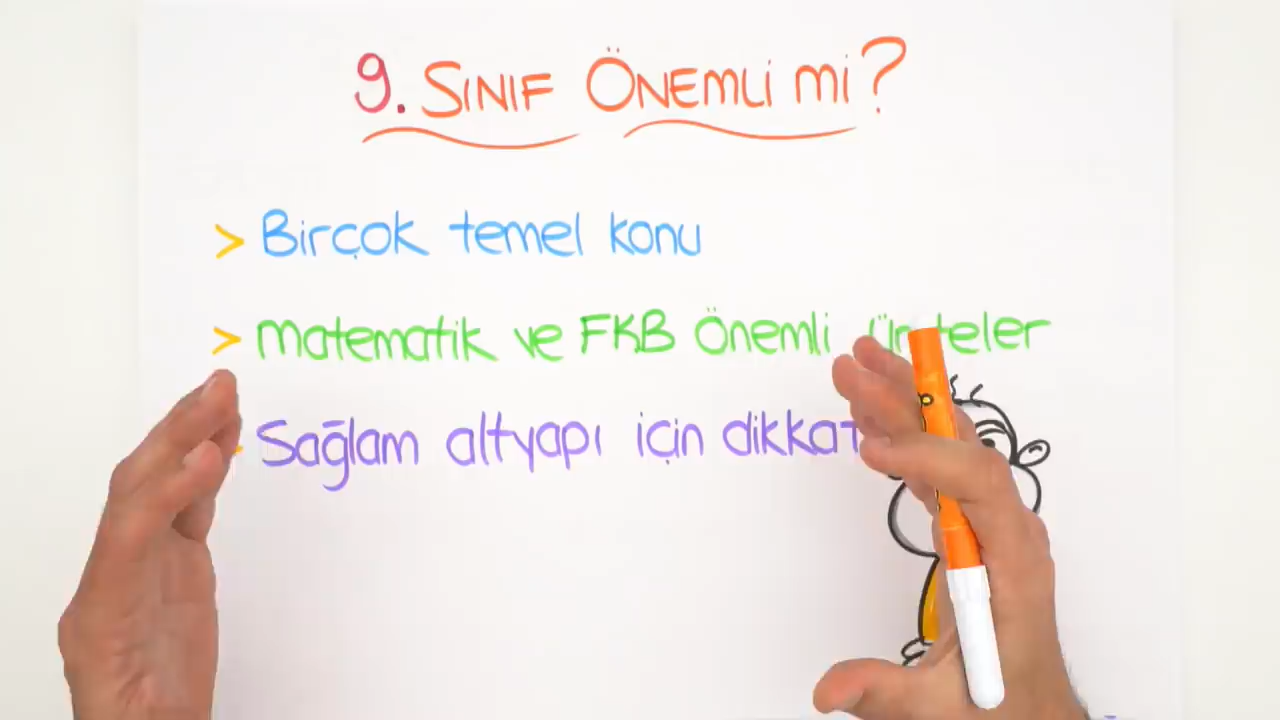 9. SINIF ÖNEMLİ Mİ?
> Birçok temel konu
> Matematik ve FKB Önemli
Sağlam altyapı için dikkat